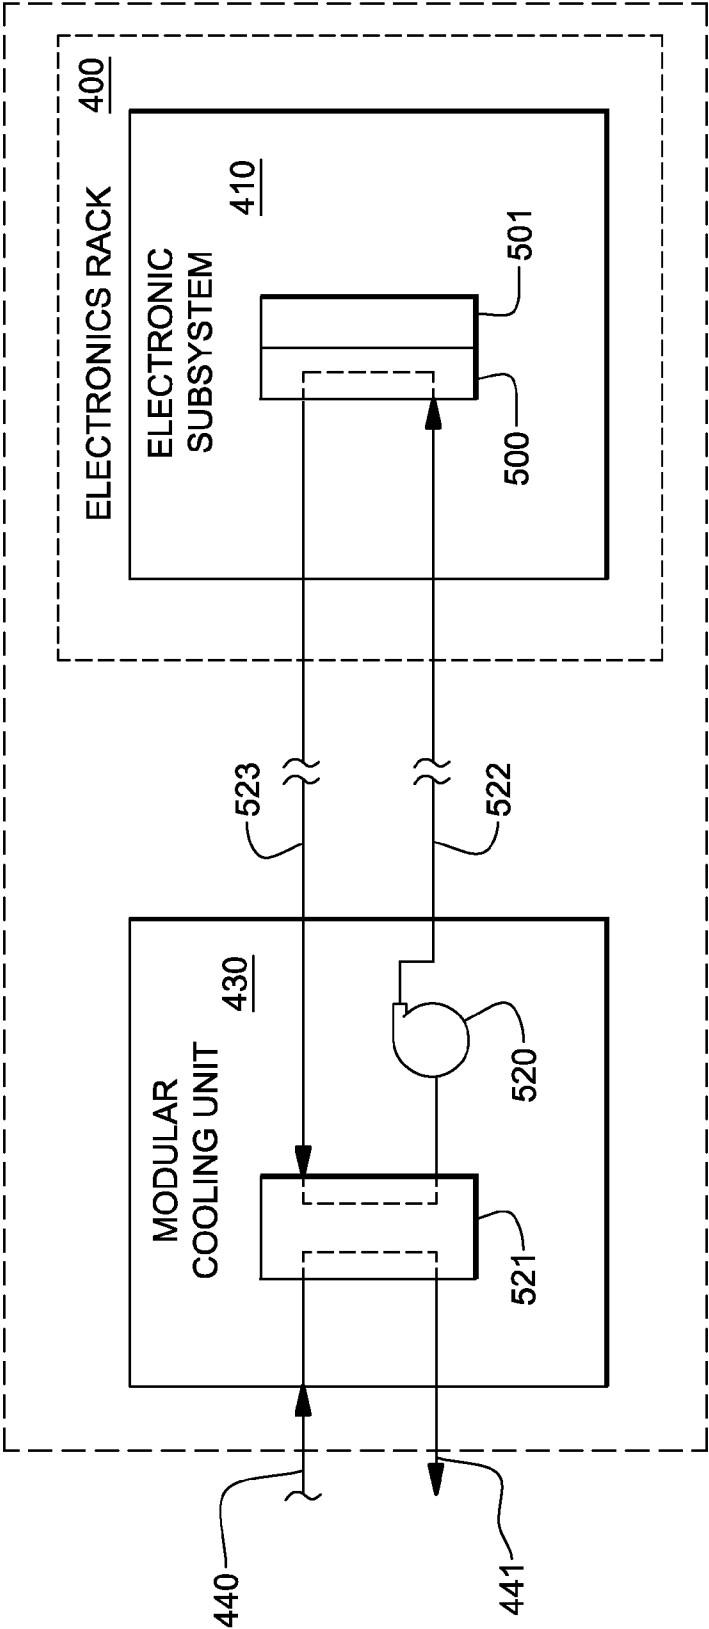 ELECTRONICS RACK
400
ELECTRONIC
SUBSYSTEM
410
501
500
523
522
MODULAR
COOLING UNIT
430
520
521
440
441